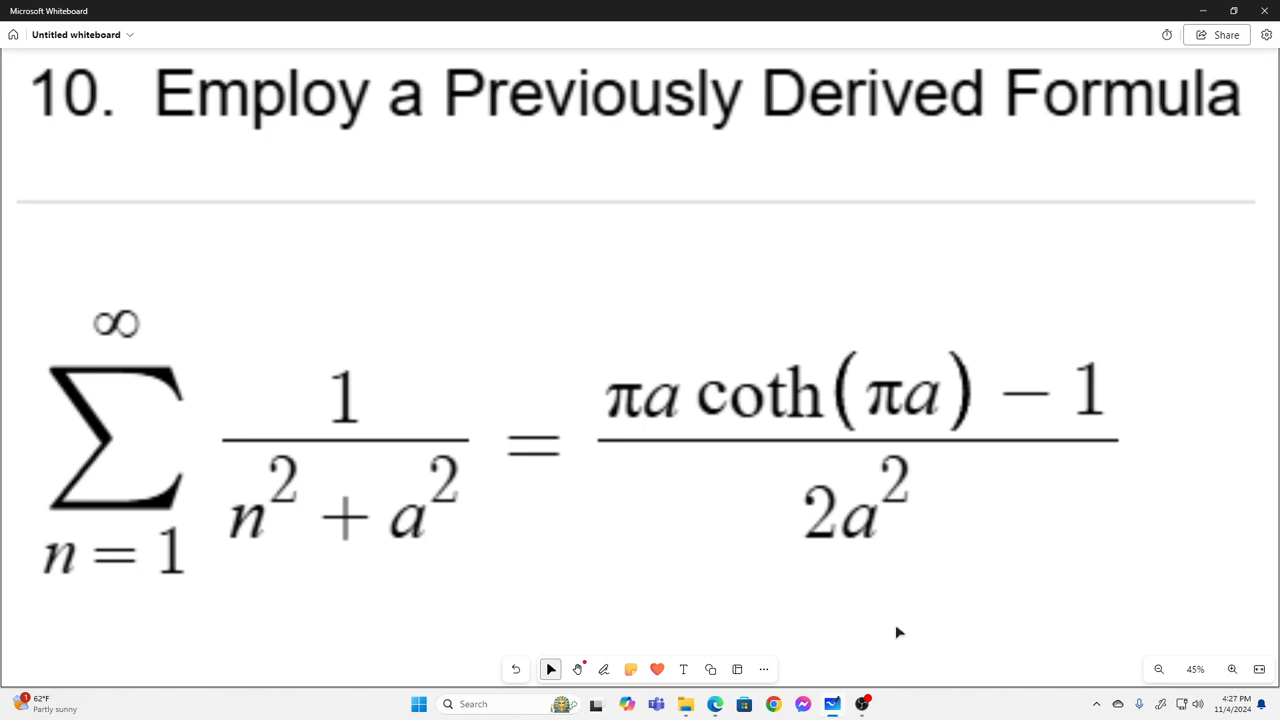 Microsoft Whiteboard
Untitled whiteboard
Share
10. Employ a Previously Derived Formula
∞
∑ 1/(n² + a²) = (πa coth(πa) − 1)/(2a²)
n = 1
T
45%
1
62°F
Partly sunny
Search
4:27 PM
11/4/2024